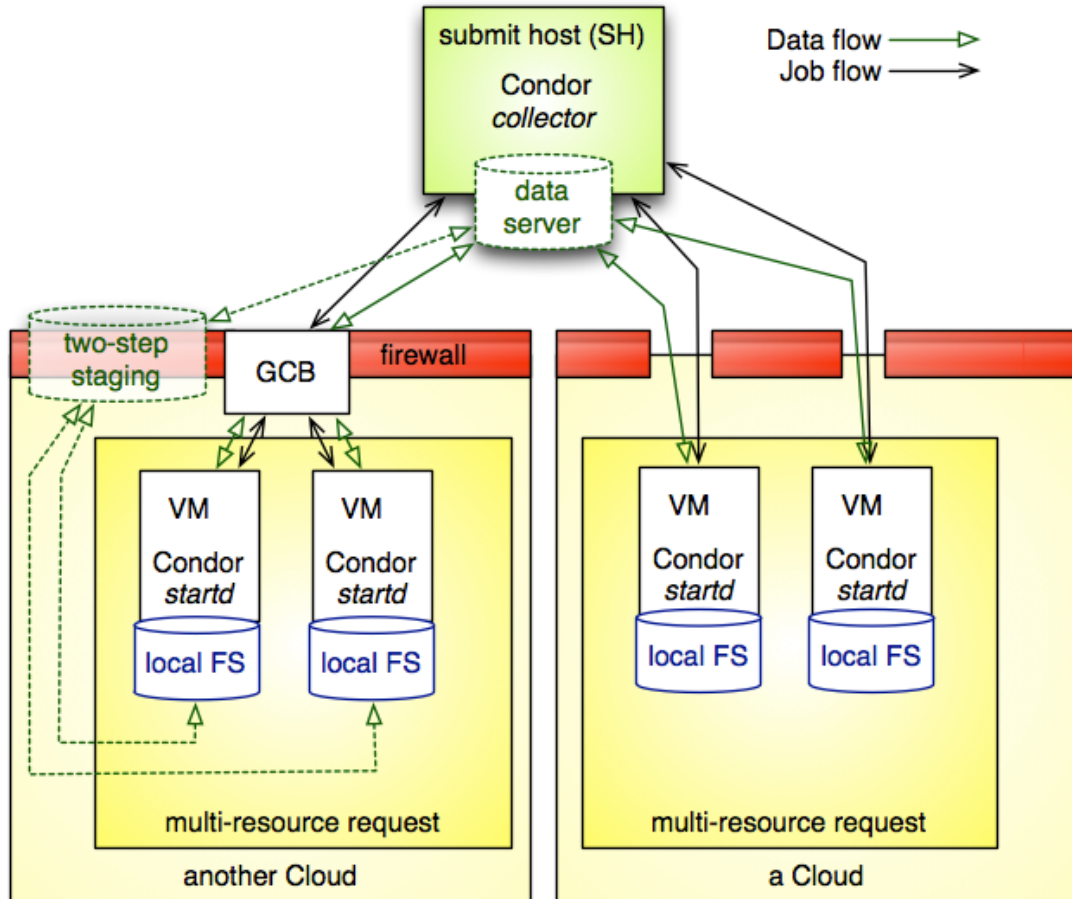 submit host (SH)
Condor
collector
data
server
Data flow
Job flow
two-step
staging
GCB
firewall
VM
Condor
startd
local FS
VM
Condor
startd
local FS
multi-resource request
another Cloud
VM
Condor
startd
local FS
VM
Condor
startd
local FS
multi-resource request
a Cloud